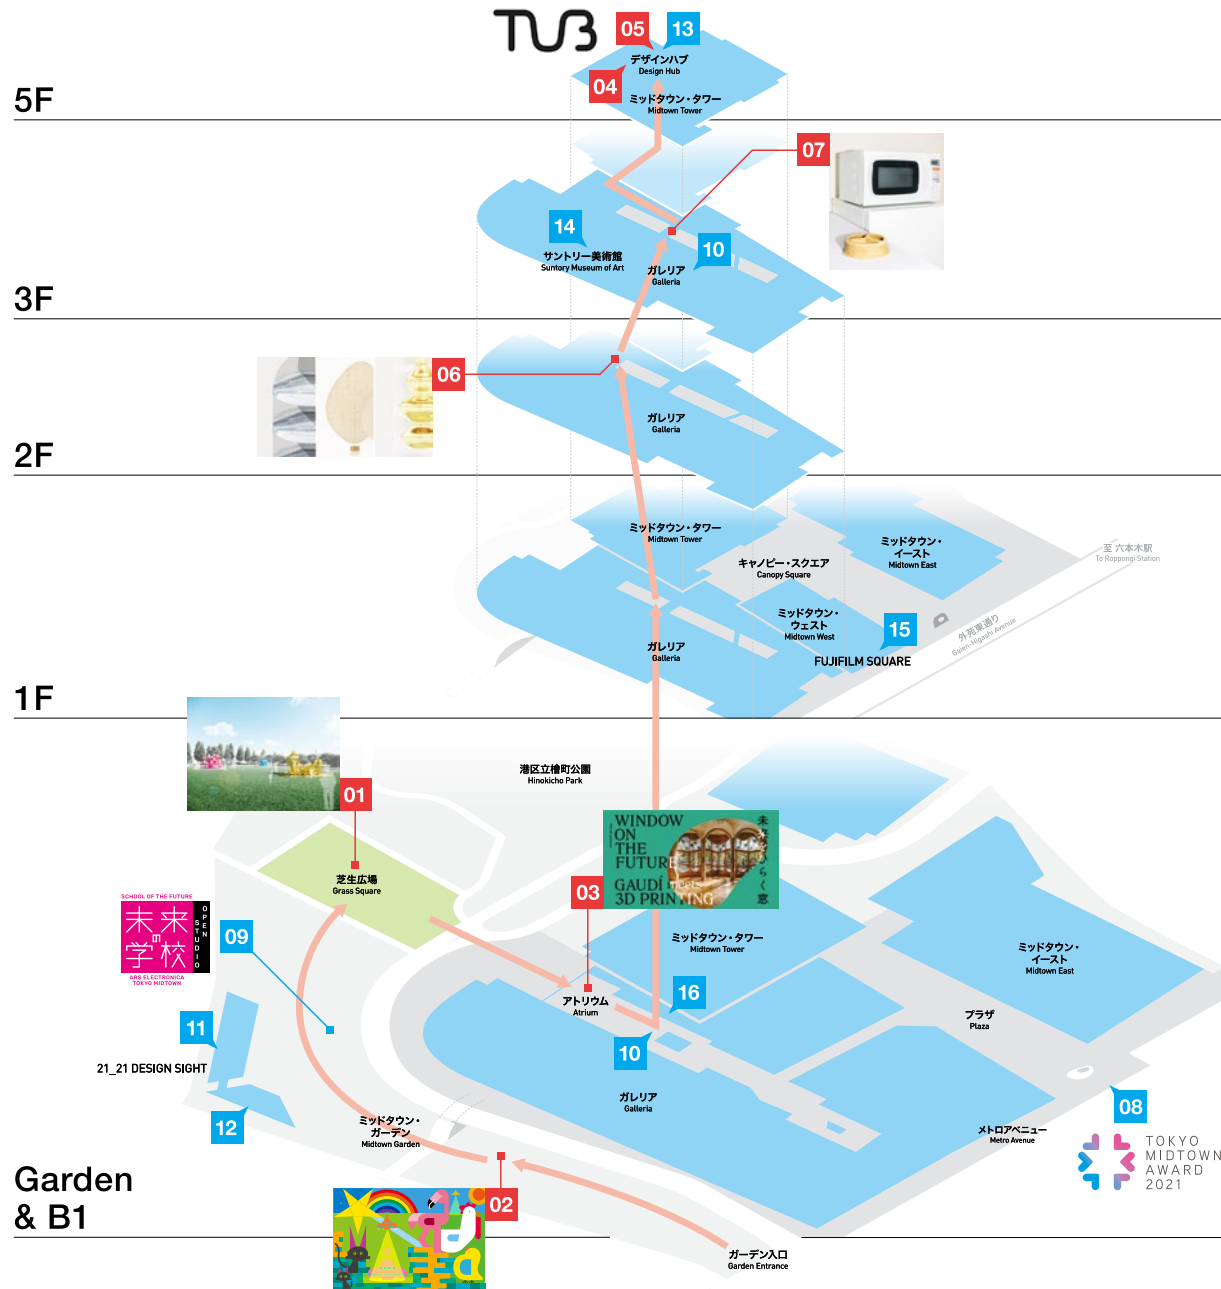 TUB
05
13
デザインハブ
Design Hub
04
ミッドタウン・タワー
Midtown Tower
5F
07
14
サントリー美術館
Suntory Museum of Art
10
ガレリア
Galleria
3F
06
ガレリア
Galleria
2F
ミッドタウン・タワー
Midtown Tower
ミッドタウン・
イースト
Midtown East
キャノピー・スクエア
Canopy Square
至 六本木駅
To Roppongi Station
ミッドタウン・
ウェスト
Midtown West
15
外苑東通り
Gaien-Higashi Avenue
FUJIFILM SQUARE
ガレリア
Galleria
1F
港区立檜町公園
Hinokicho Park
01
WINDOW
ON
THE
FUTURE
GAUDÍ meets
3D PRINTING
未来をひらく窓
03
芝生広場
Grass Square
SCHOOL OF THE FUTURE
未来
の
学校
OPEN
STUDIO
ARS ELECTRONICA
TOKYO MIDTOWN
09
ミッドタウン・タワー
Midtown Tower
ミッドタウン・
イースト
Midtown East
16
アトリウム
Atrium
プラザ
Plaza
11
10
21_21 DESIGN SIGHT
ガレリア
Galleria
12
08
ミッドタウン・
ガーデン
Midtown Garden
メトロアベニュー
Metro Avenue
TOKYO
MIDTOWN
AWARD
2021
02
Garden
& B1
ガーデン入口
Garden Entrance